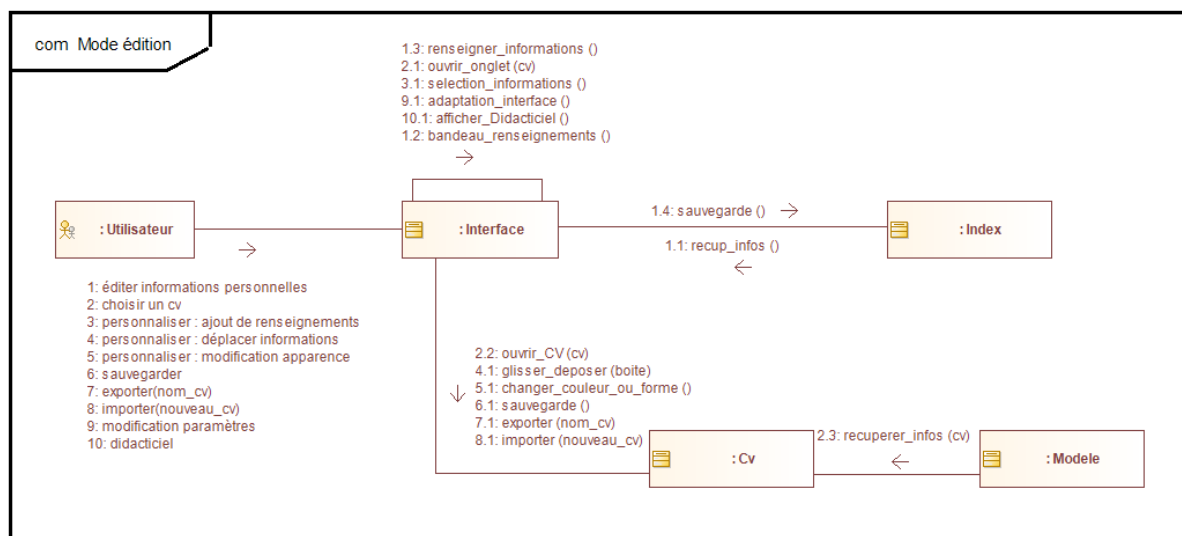 com Mode édition
1.3: renseigner_informations ()
2.1: ouvrir_onglet (cv)
3.1: selection_informations ()
9.1: adaptation_interface ()
10.1: afficher_Didacticiel ()
1.2: bandeau_renseignements ()
: Utilisateur
: Interface
1.4: sauvegarde ()
1.1: recup_infos ()
: Index
1: éditer informations personnelles
2: choisir un cv
3: personnaliser : ajout de renseignements
4: personnaliser : déplacer informations
5: personnaliser : modification apparence
6: sauvegarder
7: exporter(nom_cv)
8: importer(nouveau_cv)
9: modification paramètres
10: didacticiel
2.2: ouvrir_CV (cv)
4.1: glisser_deposer (boite)
5.1: changer_couleur_ou_forme ()
6.1: sauvegarde ()
7.1: exporter (nom_cv)
8.1: importer (nouveau_cv)
: Cv
2.3: recuperer_infos (cv)
: Modele